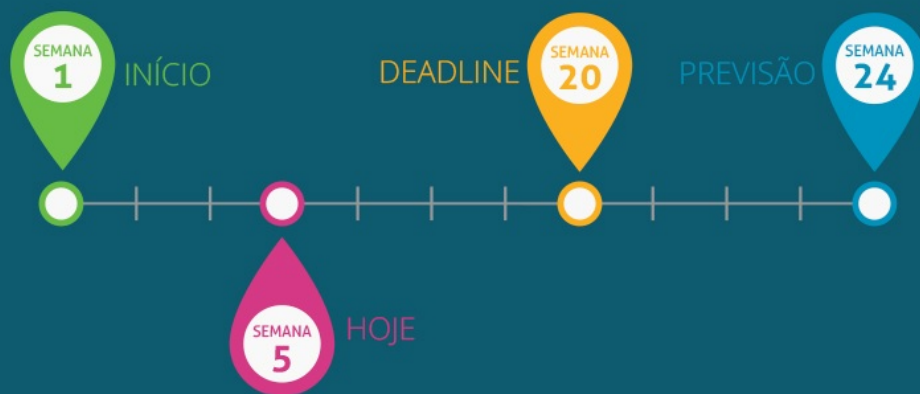 SEMANA
1
INÍCIO
DEADLINE
SEMANA
20
PREVISÃO
SEMANA
24
SEMANA
5
HOJE